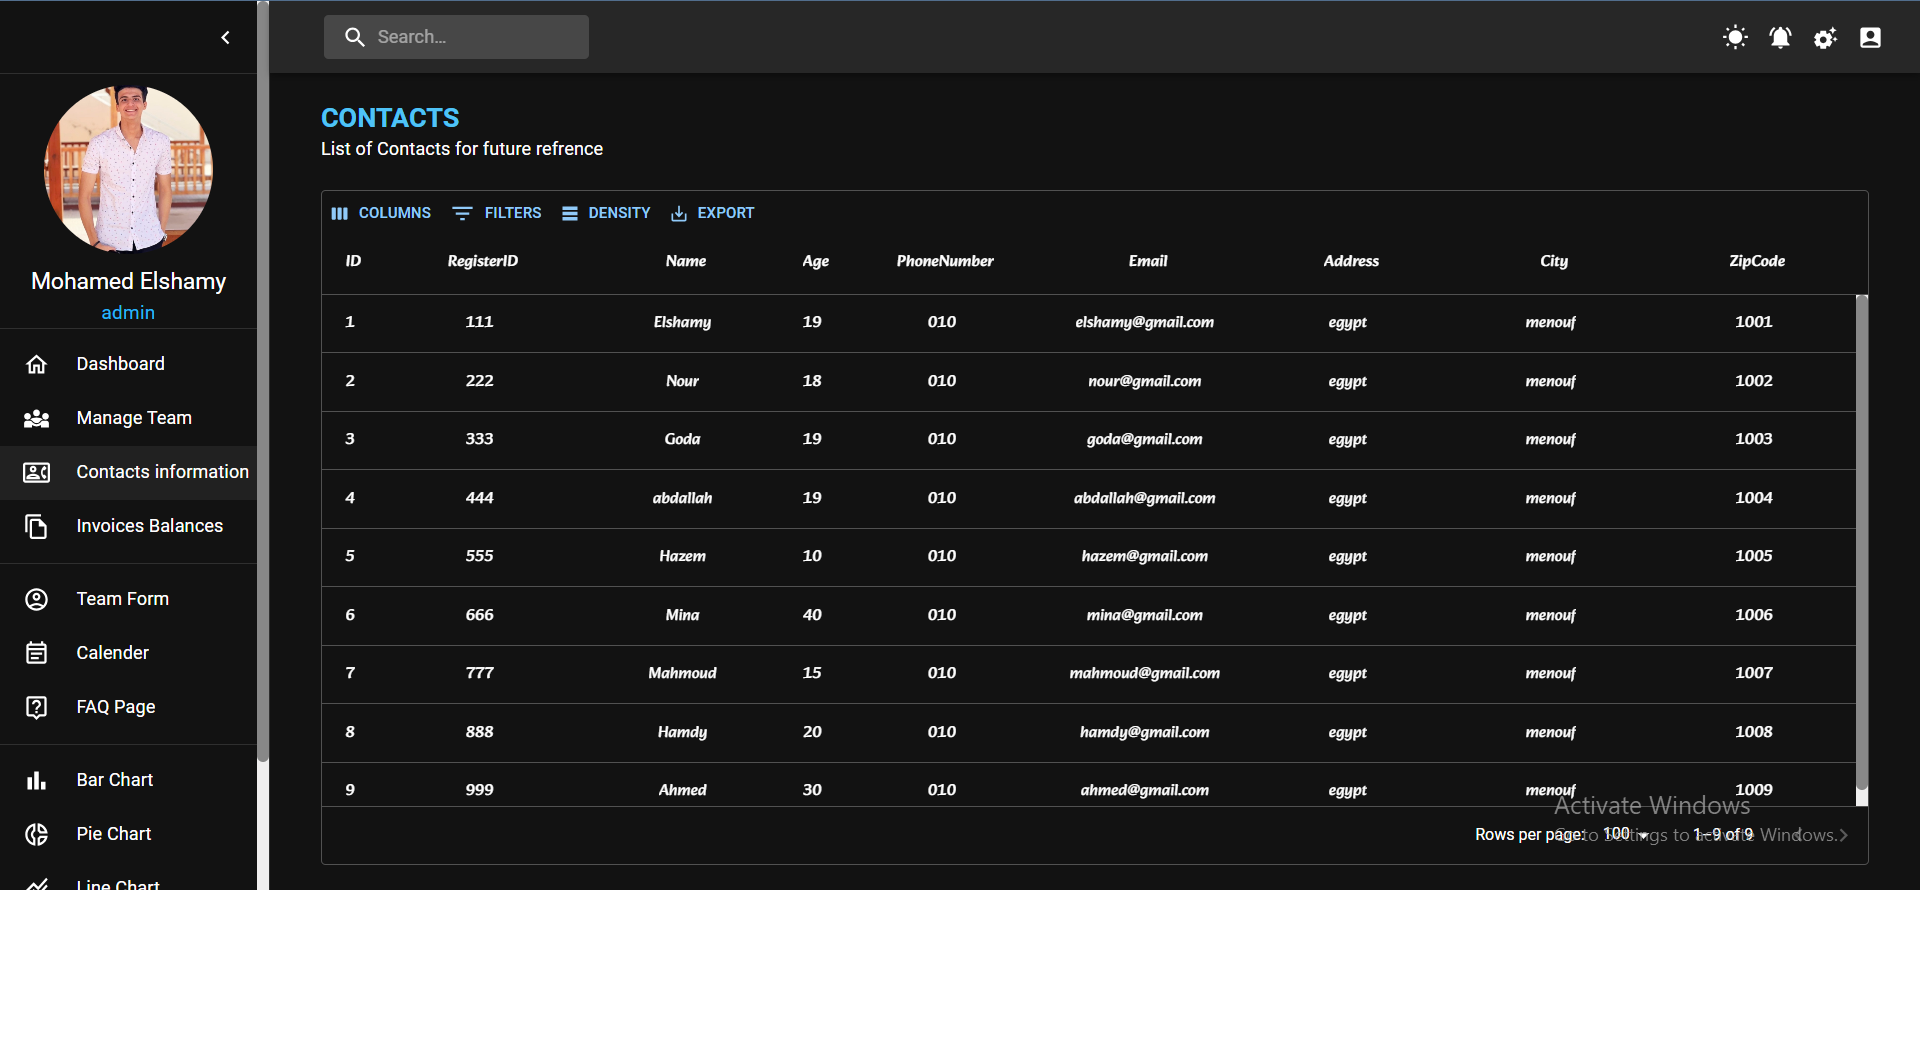 Search…
Mohamed Elshamy
admin
Dashboard
Manage Team
Contacts information
Invoices Balances
Team Form
Calender
FAQ Page
Bar Chart
Pie Chart
Line Chart
CONTACTS
List of Contacts for future refrence
COLUMNS FILTERS DENSITY EXPORT
ID RegisterID Name Age PhoneNumber Email Address City ZipCode
1 111 Elshamy 19 010 elshamy@gmail.com egypt menouf 1001
2 222 Nour 18 010 nour@gmail.com egypt menouf 1002
3 333 Goda 19 010 goda@gmail.com egypt menouf 1003
4 444 abdallah 19 010 abdallah@gmail.com egypt menouf 1004
5 555 Hazem 10 010 hazem@gmail.com egypt menouf 1005
6 666 Mina 40 010 mina@gmail.com egypt menouf 1006
7 777 Mahmoud 15 010 mahmoud@gmail.com egypt menouf 1007
8 888 Hamdy 20 010 hamdy@gmail.com egypt menouf 1008
9 999 Ahmed 30 010 ahmed@gmail.com egypt menouf 1009
Rows per page: 100 1–9 of 9
Activate Windows
Go to Settings to activate Windows.